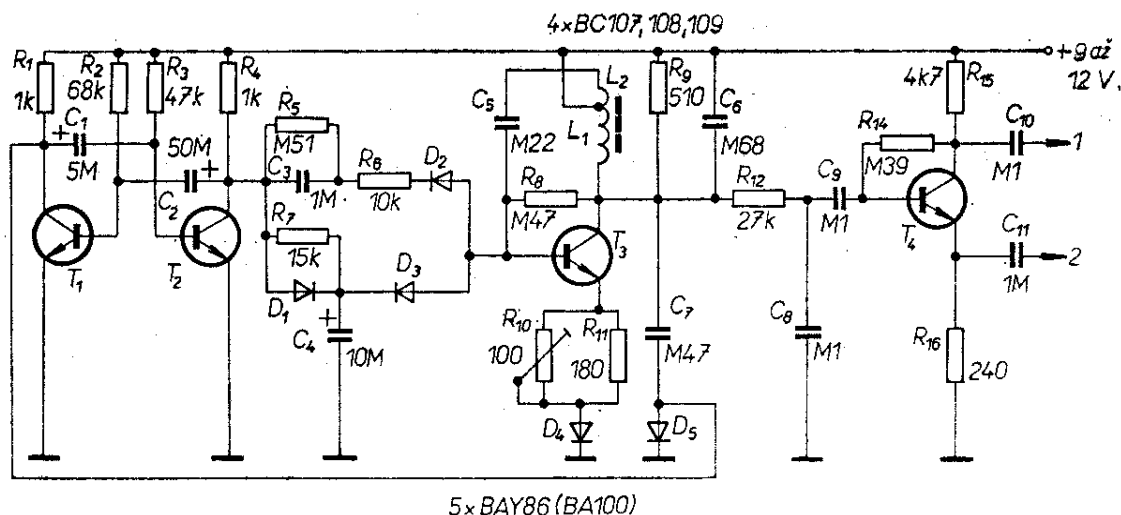 4×BC107,108,109
+9 až
12 V.
R1
1k
R2
68k
R3
47k
R4
1k
C1
5M
50M
C2
R5
M51
C3
1M
R6
10k
D2
R7
15k
D1
D3
C4
10M
T1
T2
C5
M22
L2
L1
R8
M47
T3
R9
510
C6
M68
R10
100
R11
180
C7
M47
D4
D5
R12
27k
C9
M1
C8
M1
R14
M39
4k7
R15
T4
C10
M1
1
C11
1M
2
R16
240
5×BAY86 (BA100)